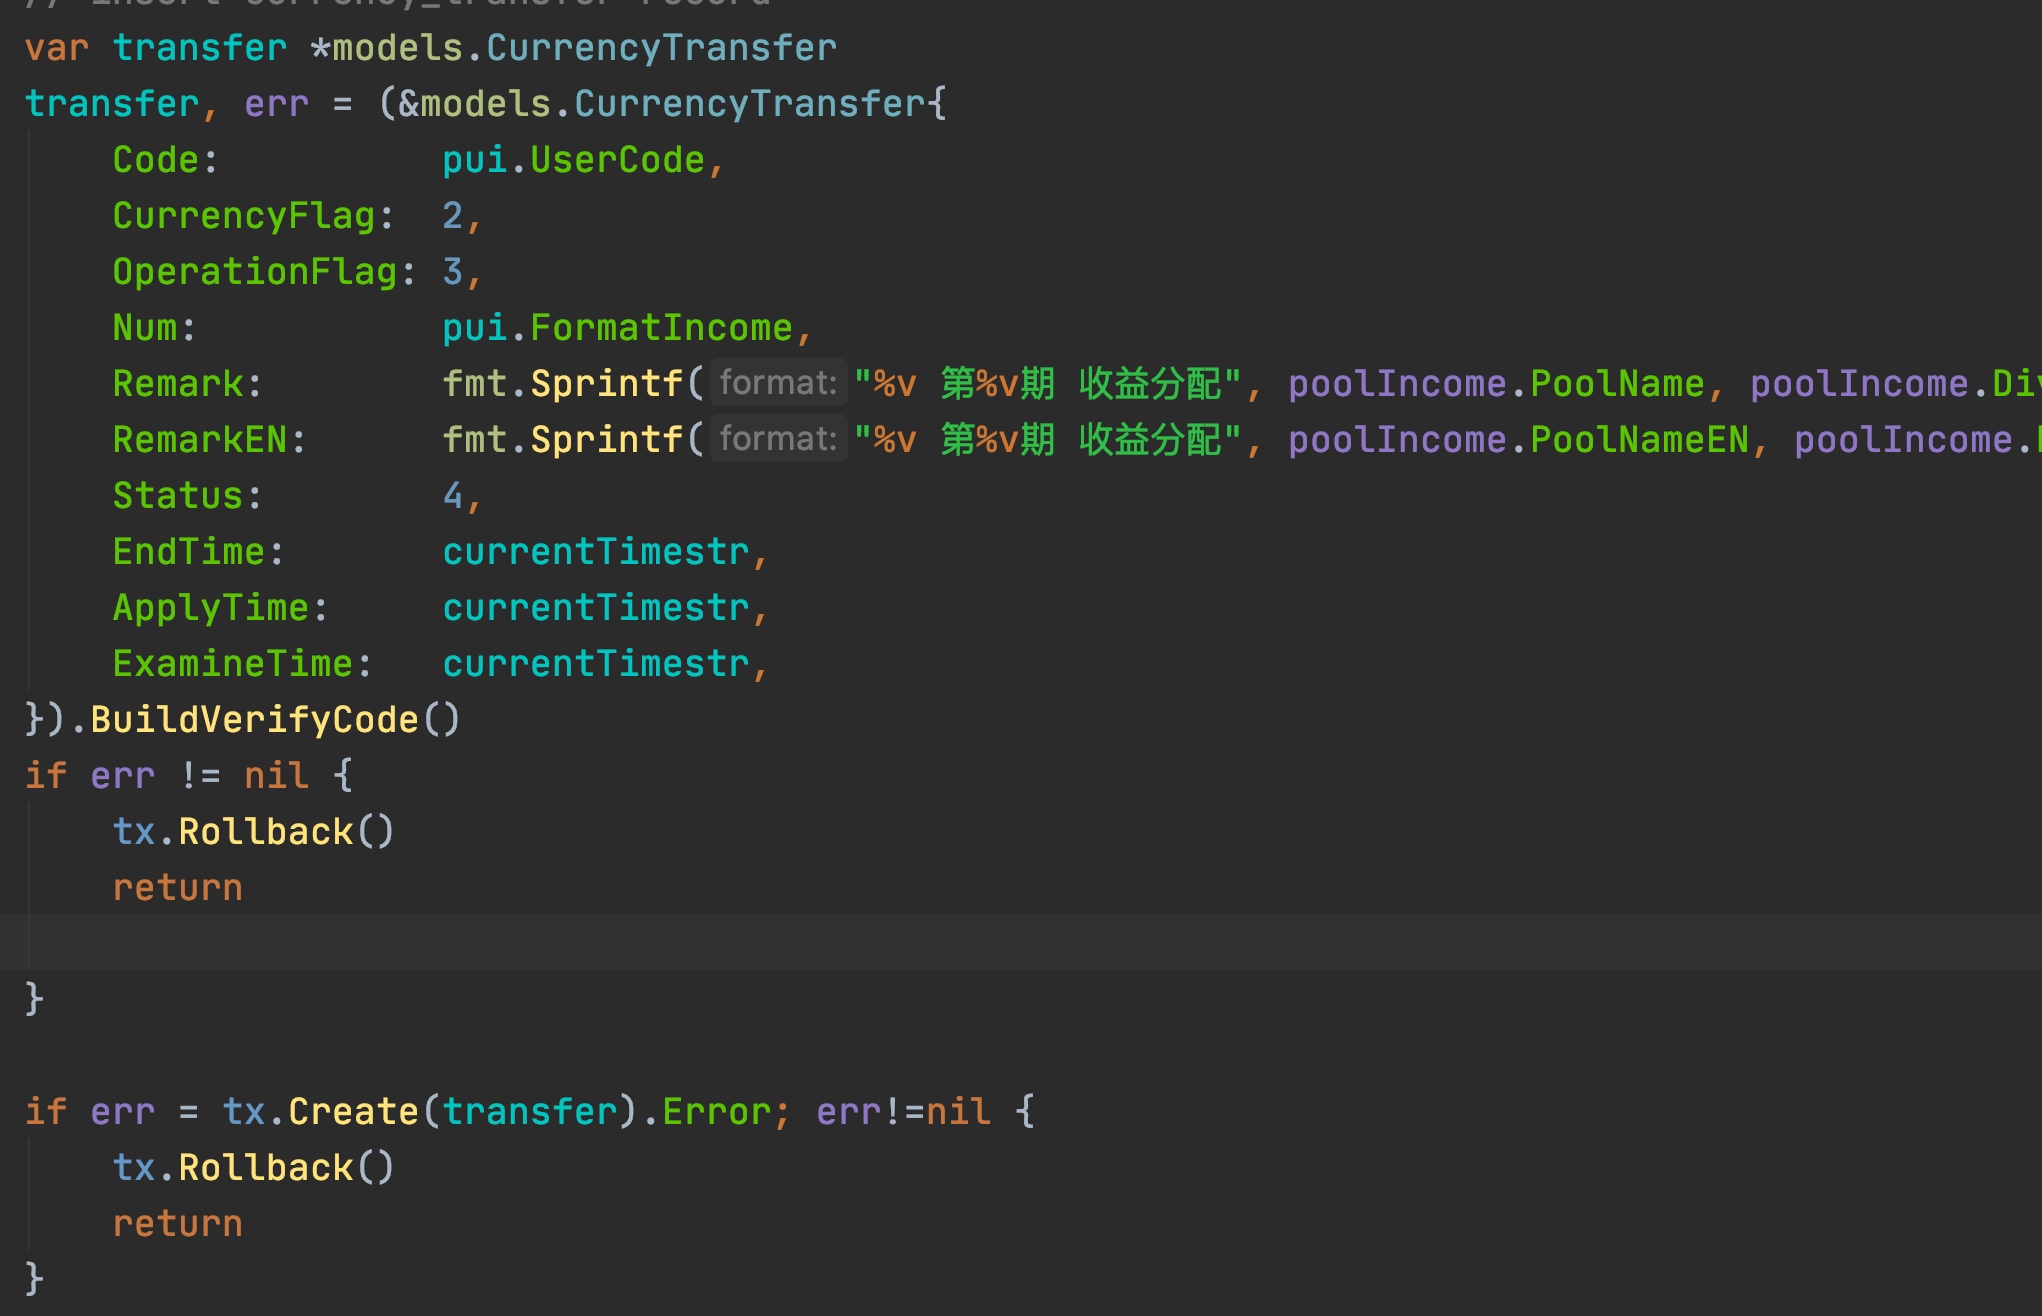 // insert currency_transfer record
var transfer *models.CurrencyTransfer
transfer, err = (&models.CurrencyTransfer{
Code: pui.UserCode,
CurrencyFlag: 2,
OperationFlag: 3,
Num: pui.FormatIncome,
Remark: fmt.Sprintf( format: "%v 第%v期 收益分配", poolIncome.PoolName, poolIncome.Di
RemarkEN: fmt.Sprintf( format: "%v 第%v期 收益分配", poolIncome.PoolNameEN, poolIncome.
Status: 4,
EndTime: currentTimestr,
ApplyTime: currentTimestr,
ExamineTime: currentTimestr,
}).BuildVerifyCode()
if err != nil {
tx.Rollback()
return
}
if err = tx.Create(transfer).Error; err!=nil {
tx.Rollback()
return
}